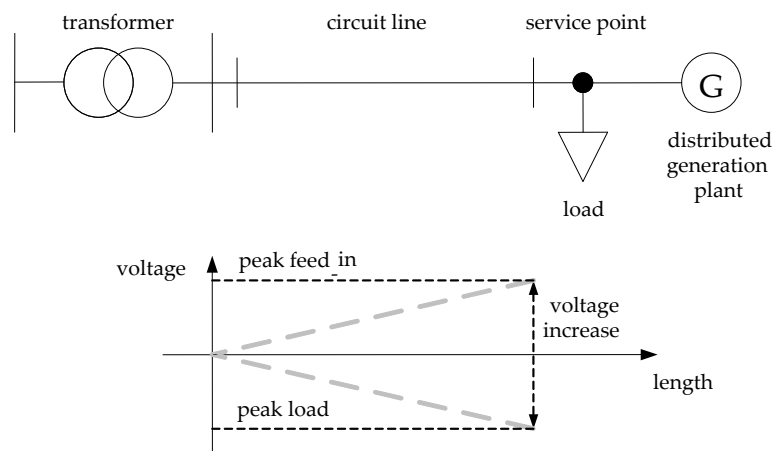 transformer
circuit line
service point
G
distributed
generation
plant
load
voltage
peak feed_in
voltage
increase
length
peak load